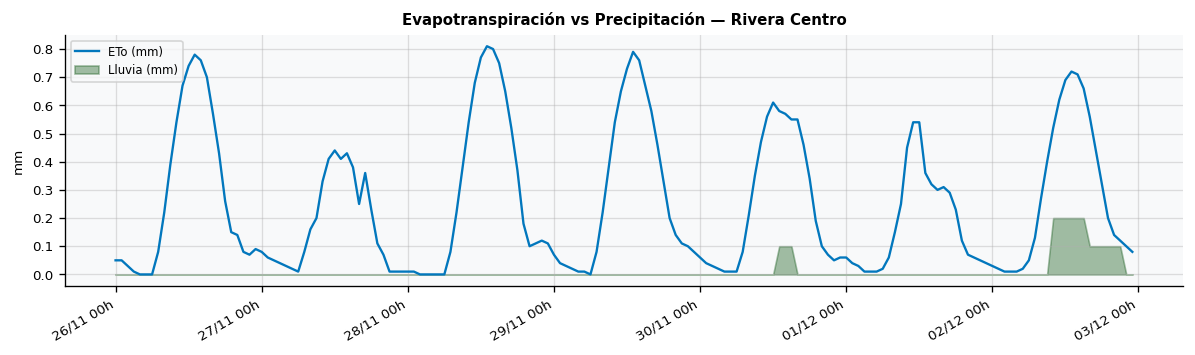 Evapotranspiración vs Precipitación — Rivera Centro
ETo (mm)
Lluvia (mm)
mm
0.8
0.7
0.6
0.5
0.4
0.3
0.2
0.1
0.0
26/11 00h
27/11 00h
28/11 00h
29/11 00h
30/11 00h
01/12 00h
02/12 00h
03/12 00h